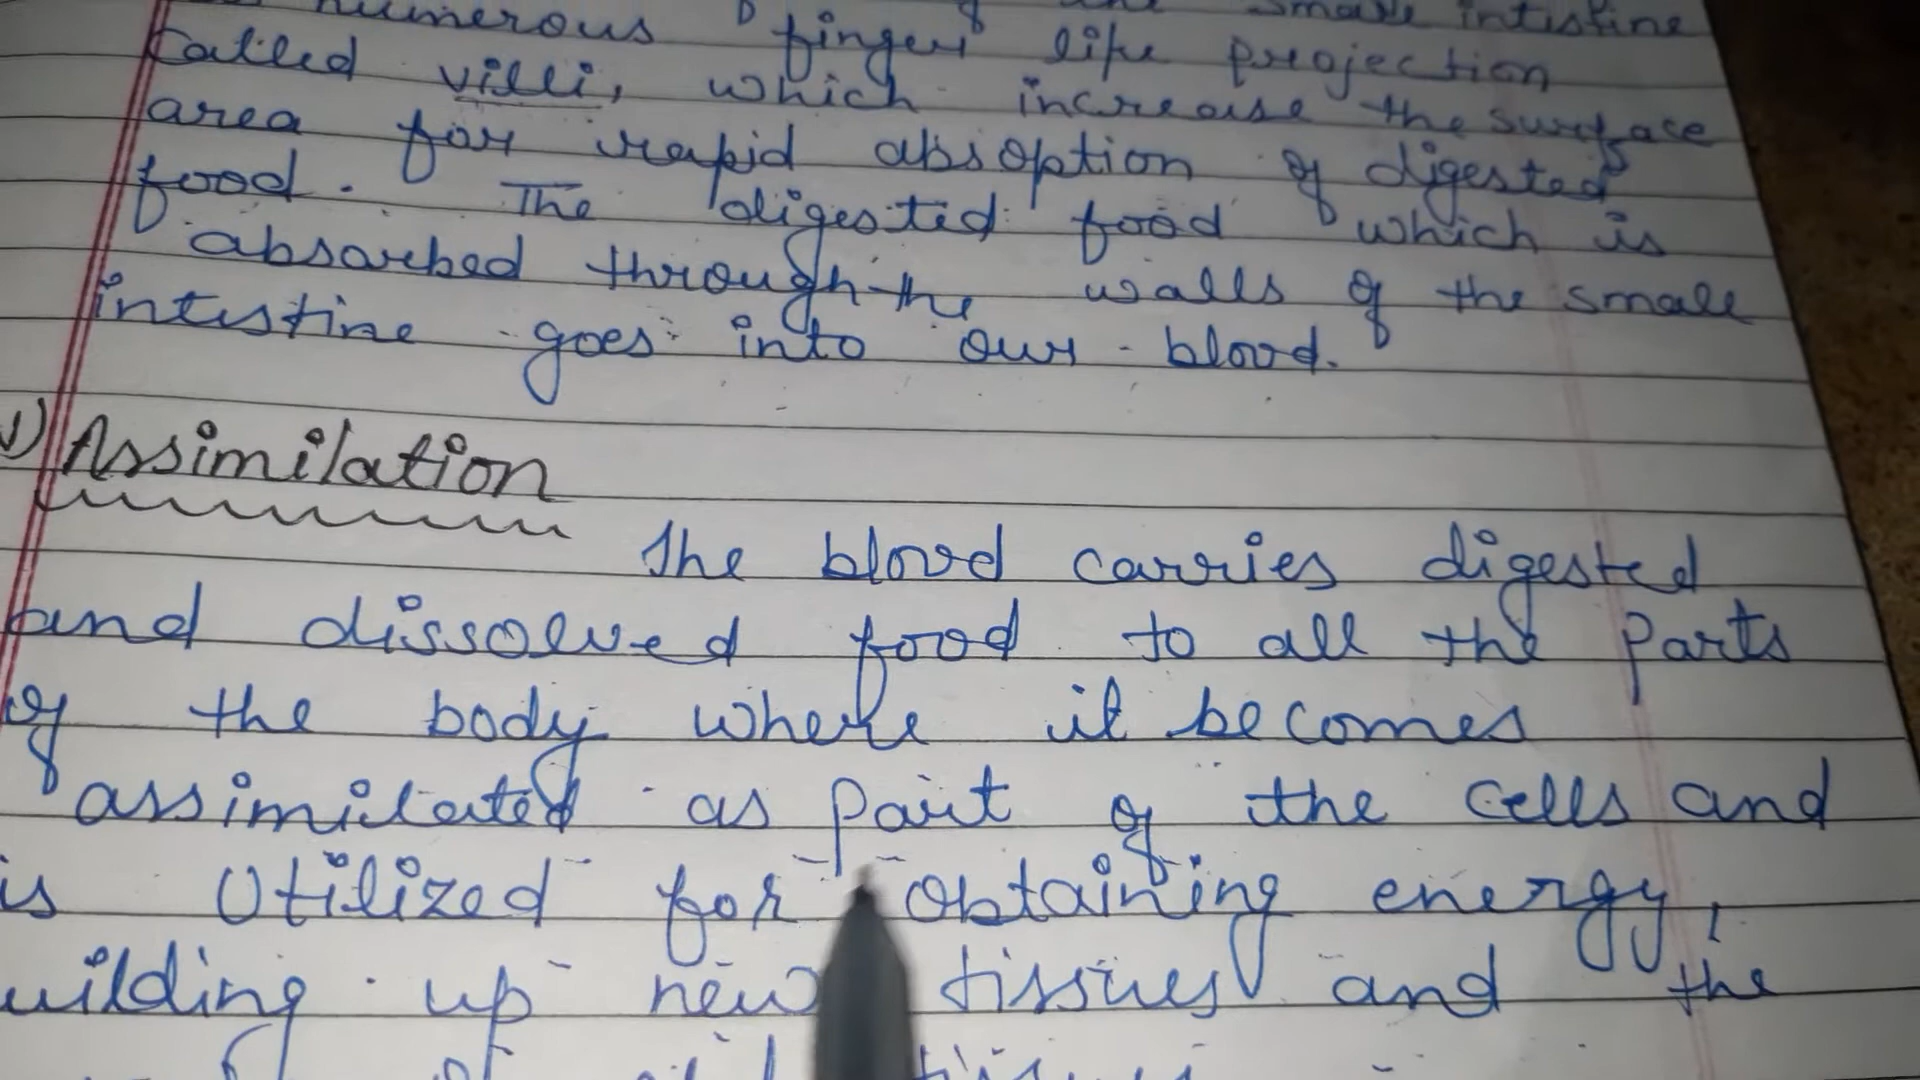 numerous finger like projection
small intistine
called villi, which increase the surface
area for rapid absoption of digested
food. The digested food which is
absorbed through the walls of the small
intestine goes into our blood.
Assimilation
The blood carries digested
and dissolved food to all the parts
of the body where it becomes
assimilated as part of the cells and
is Utilized for obtaining energy,
uilding up new tissues and the